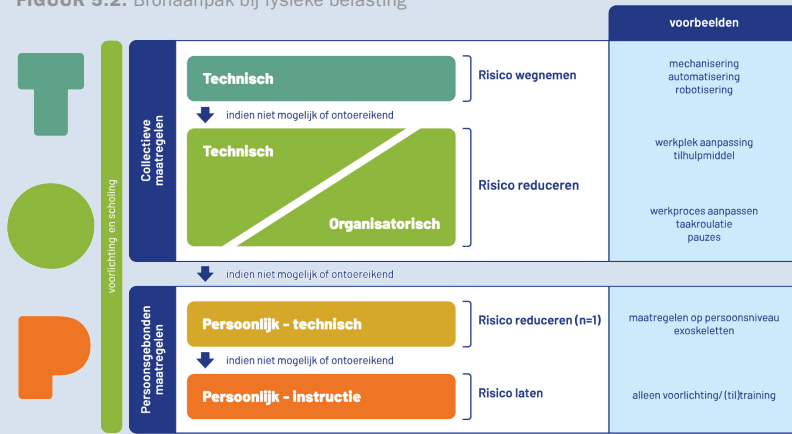 FIGUUR 5.2. Bronaanpak bij fysieke belasting
voorbeelden
T
O
P
voorlichting en scholing
Collectieve
maatregelen
Technisch
Risico wegnemen
mechanisering
automatisering
robotisering
indien niet mogelijk of ontoereikend
Technisch
Organisatorisch
Risico reduceren
werkplek aanpassing
tilhulpmiddel
werkproces aanpassen
taakroulatie
pauzes
indien niet mogelijk of ontoereikend
Persoonsgebonden
maatregelen
Persoonlijk - technisch
Risico reduceren (n=1)
maatregelen op persoonsniveau
exoskeletten
indien niet mogelijk of ontoereikend
Persoonlijk - instructie
Risico laten
alleen voorlichting/(til)training